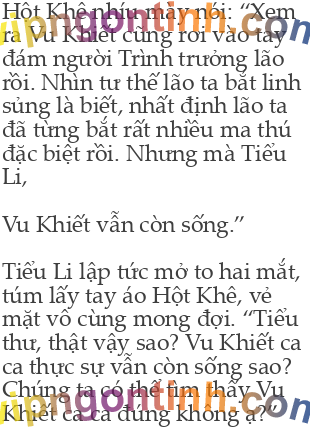 Hột Khê nhíu mày nói: “Xem
ra Vu Khiết cũng rơi vào tay
đám người Trình trưởng lão
rồi. Nhìn tư thế lão ta bắt linh
sủng là biết, nhất định lão ta
đã từng bắt rất nhiều ma thú
đặc biệt rồi. Nhưng mà Tiểu
Li,
Vu Khiết vẫn còn sống.”
Tiểu Li lập tức mở to hai mắt,
túm lấy tay áo Hột Khê, vẻ
mặt vô cùng mong đợi. “Tiểu
thư, thật vậy sao? Vu Khiết ca
ca thực sự vẫn còn sống sao?
Chúng ta có thể tìm thấy Vu
Khiết ca ca đúng không ạ?”
vipngontinh.com
vipngontinh.com